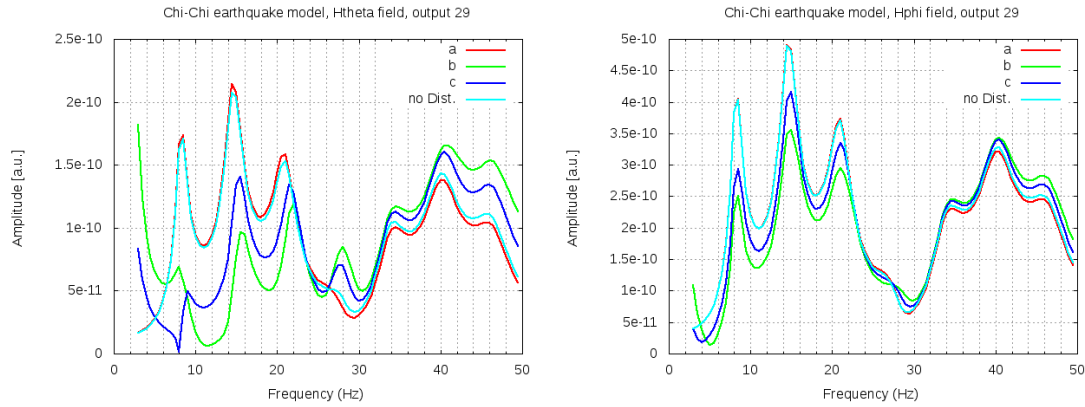 Chi-Chi earthquake model, Htheta field, output 29
2.5e-10
2e-10
1.5e-10
1e-10
5e-11
0
Amplitude [a.u.]
a
b
c
no Dist.
0 10 20 30 40 50
Frequency (Hz)
Chi-Chi earthquake model, Hphi field, output 29
5e-10
4.5e-10
4e-10
3.5e-10
3e-10
2.5e-10
2e-10
1.5e-10
1e-10
5e-11
0
Amplitude [a.u.]
a
b
c
no Dist.
0 10 20 30 40 50
Frequency (Hz)